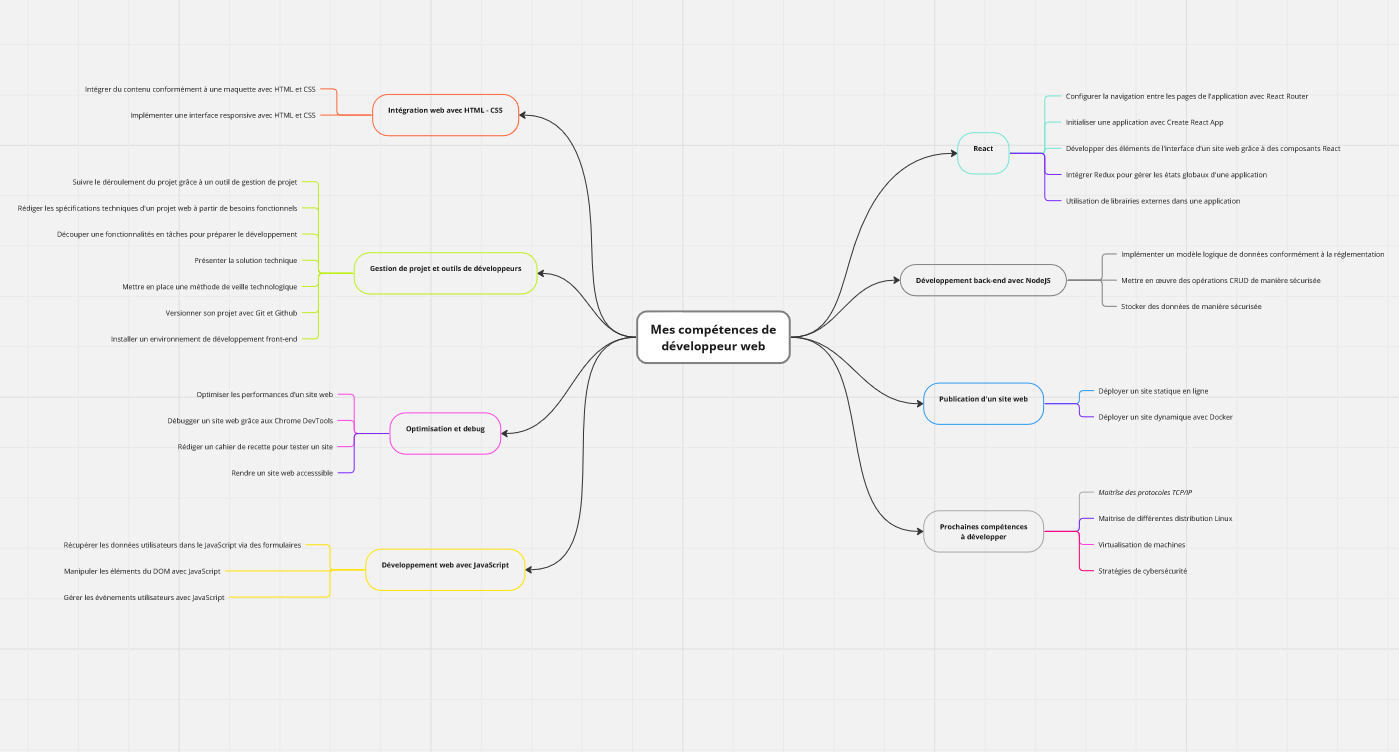 Mes compétences de
développeur web
Intégration web avec HTML - CSS
Intégrer du contenu conformément à une maquette avec HTML et CSS
Implémenter une interface responsive avec HTML et CSS
Gestion de projet et outils de développeurs
Suivre le déroulement du projet grâce à un outil de gestion de projet
Rédiger les spécifications techniques d'un projet web à partir de besoins fonctionnels
Découper une fonctionnalités en tâches pour préparer le développement
Présenter la solution technique
Mettre en place une méthode de veille technologique
Versionner son projet avec Git et Github
Installer un environnement de développement front-end
Optimisation et debug
Optimiser les performances d'un site web
Débugger un site web grâce aux Chrome DevTools
Rédiger un cahier de recette pour tester un site
Rendre un site web accesssible
Développement web avec JavaScript
Récupérer les données utilisateurs dans le JavaScript via des formulaires
Manipuler les éléments du DOM avec JavaScript
Gérer les événements utilisateurs avec JavaScript
React
Configurer la navigation entre les pages de l'application avec React Router
Initialiser une application avec Create React App
Développer des éléments de l'interface d'un site web grâce à des composants React
Intégrer Redux pour gérer les états globaux d'une application
Utilisation de librairies externes dans une application
Développement back-end avec NodeJS
Implémenter un modèle logique de données conformément à la réglementation
Mettre en œuvre des opérations CRUD de manière sécurisée
Stocker des données de manière sécurisée
Publication d'un site web
Déployer un site statique en ligne
Déployer un site dynamique avec Docker
Prochaines compétences
à développer
Maitrîse des protocoles TCP/IP
Maitrise de différentes distribution Linux
Virtualisation de machines
Stratégies de cybersécurité